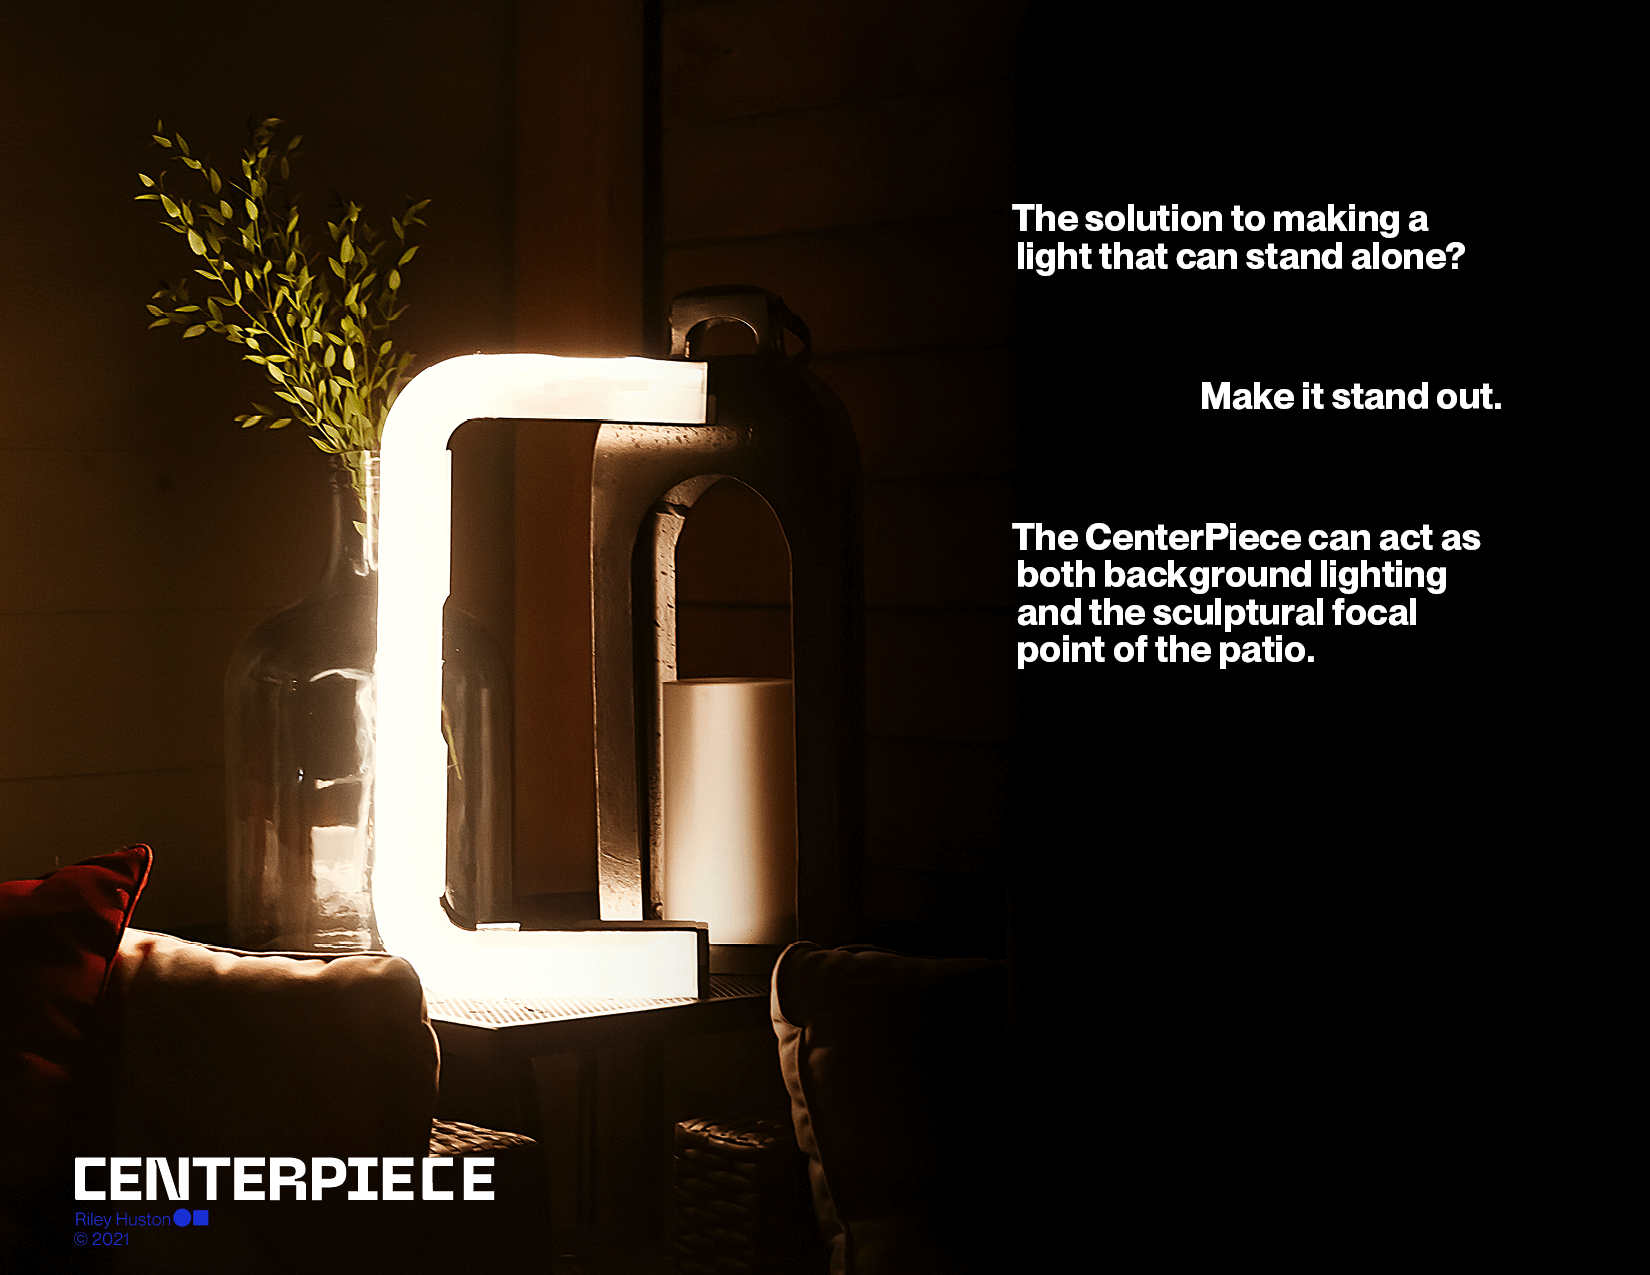 The solution to making a
light that can stand alone?
Make it stand out.
The CenterPiece can act as
both background lighting
and the sculptural focal
point of the patio.
CENTERPIECE
Riley Huston
© 2021